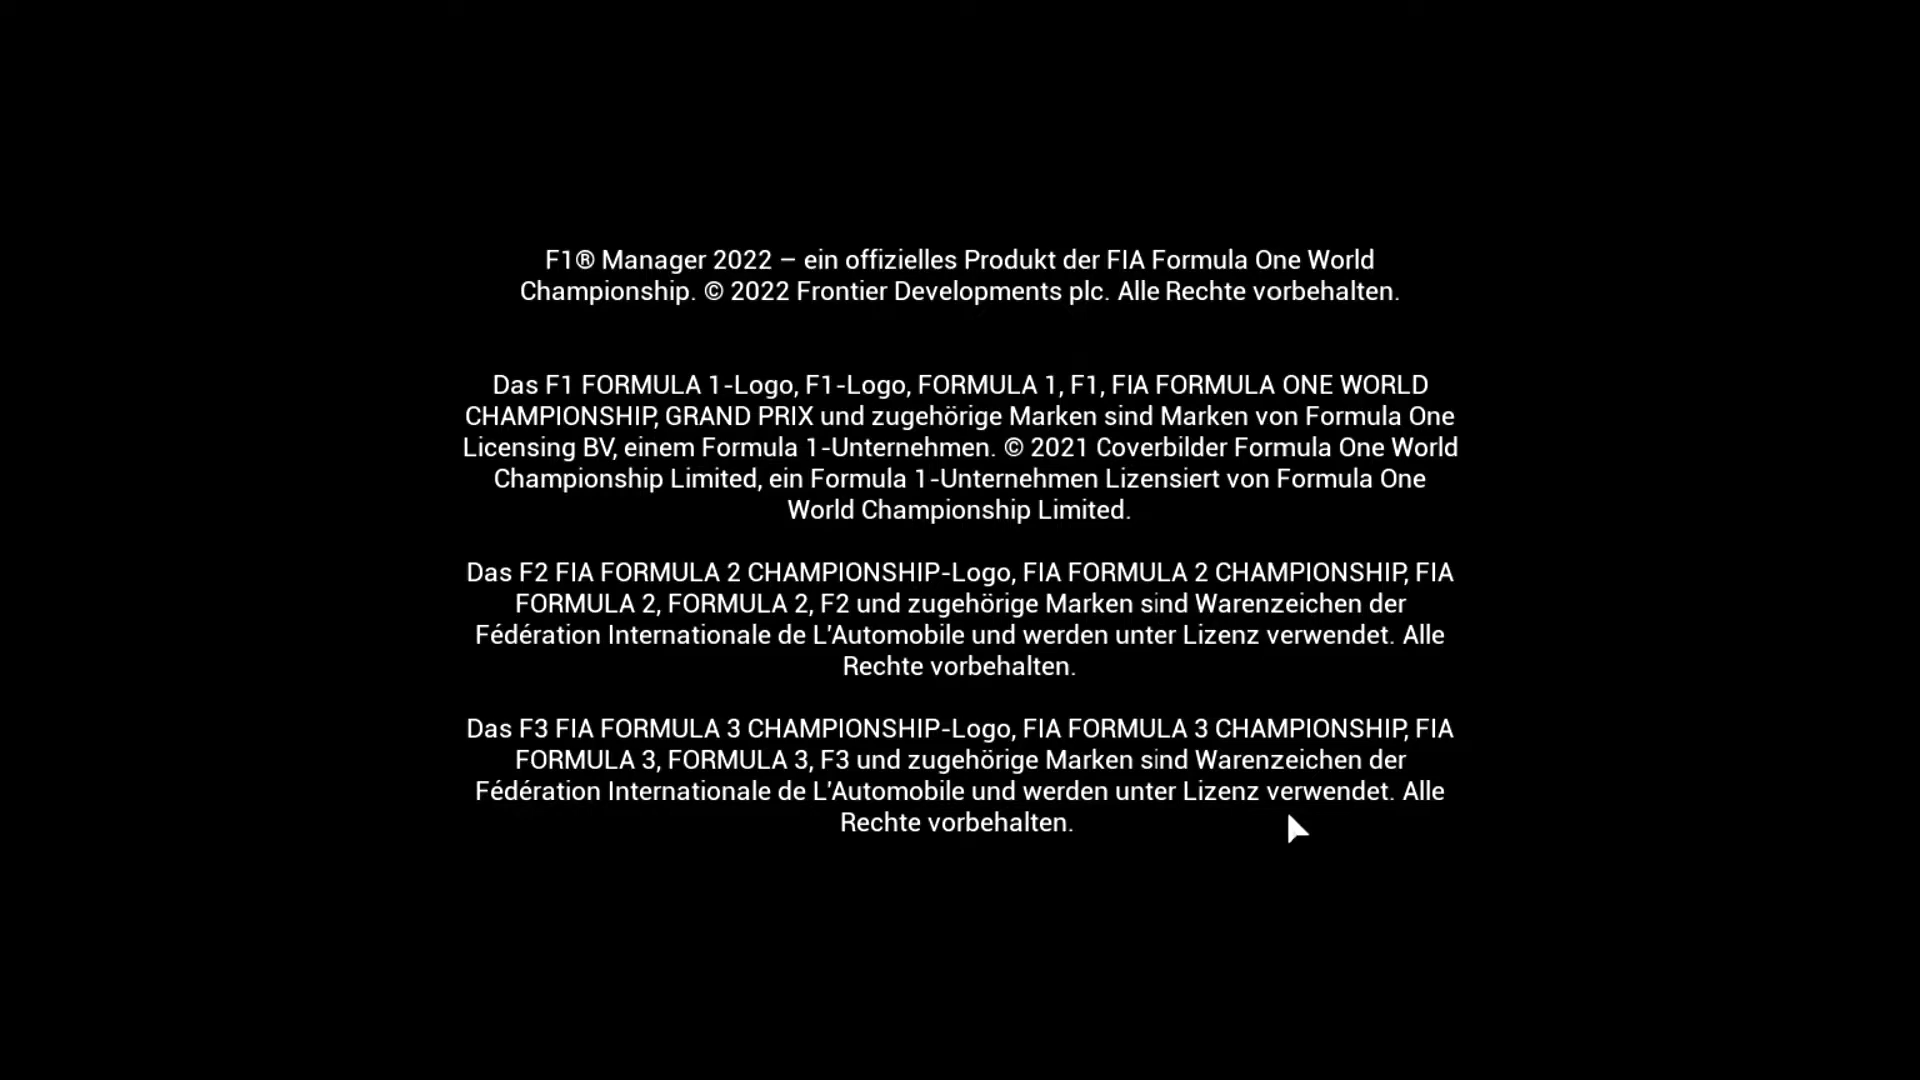 F1® Manager 2022 – ein offizielles Produkt der FIA Formula One World
Championship. © 2022 Frontier Developments plc. Alle Rechte vorbehalten.
Das F1 FORMULA 1-Logo, F1-Logo, FORMULA 1, F1, FIA FORMULA ONE WORLD
CHAMPIONSHIP, GRAND PRIX und zugehörige Marken sind Marken von Formula One
Licensing BV, einem Formula 1-Unternehmen. © 2021 Coverbilder Formula One World
Championship Limited, ein Formula 1-Unternehmen Lizensiert von Formula One
World Championship Limited.
Das F2 FIA FORMULA 2 CHAMPIONSHIP-Logo, FIA FORMULA 2 CHAMPIONSHIP, FIA
FORMULA 2, FORMULA 2, F2 und zugehörige Marken sind Warenzeichen der
Fédération Internationale de L'Automobile und werden unter Lizenz verwendet. Alle
Rechte vorbehalten.
Das F3 FIA FORMULA 3 CHAMPIONSHIP-Logo, FIA FORMULA 3 CHAMPIONSHIP, FIA
FORMULA 3, FORMULA 3, F3 und zugehörige Marken sind Warenzeichen der
Fédération Internationale de L'Automobile und werden unter Lizenz verwendet. Alle
Rechte vorbehalten.